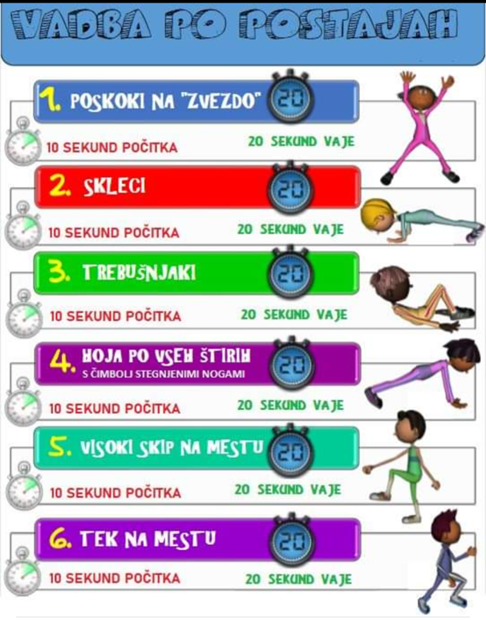 VADBA PO POSTAJAH
1. POSKOKI NA "ZVEZDO" 20
10 SEKUND POČITKA 20 SEKUND VAJE
2. SKLECI 20
10 SEKUND POČITKA 20 SEKUND VAJE
3. TREBUŠNJAKI 20
10 SEKUND POČITKA 20 SEKUND VAJE
4. HOJA PO VSEH ŠTIRIH 20
S ČIMBOLJ STEGNJENIMI NOGAMI
10 SEKUND POČITKA 20 SEKUND VAJE
5. VISOKI SKIP NA MESTU 20
10 SEKUND POČITKA 20 SEKUND VAJE
6. TEK NA MESTU 20
10 SEKUND POČITKA 20 SEKUND VAJE